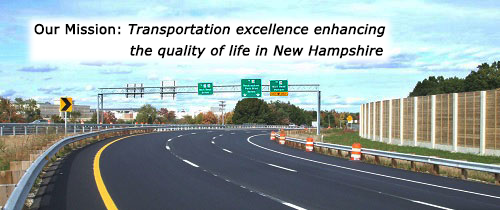 Our Mission: Transportation excellence enhancing
the quality of life in New Hampshire